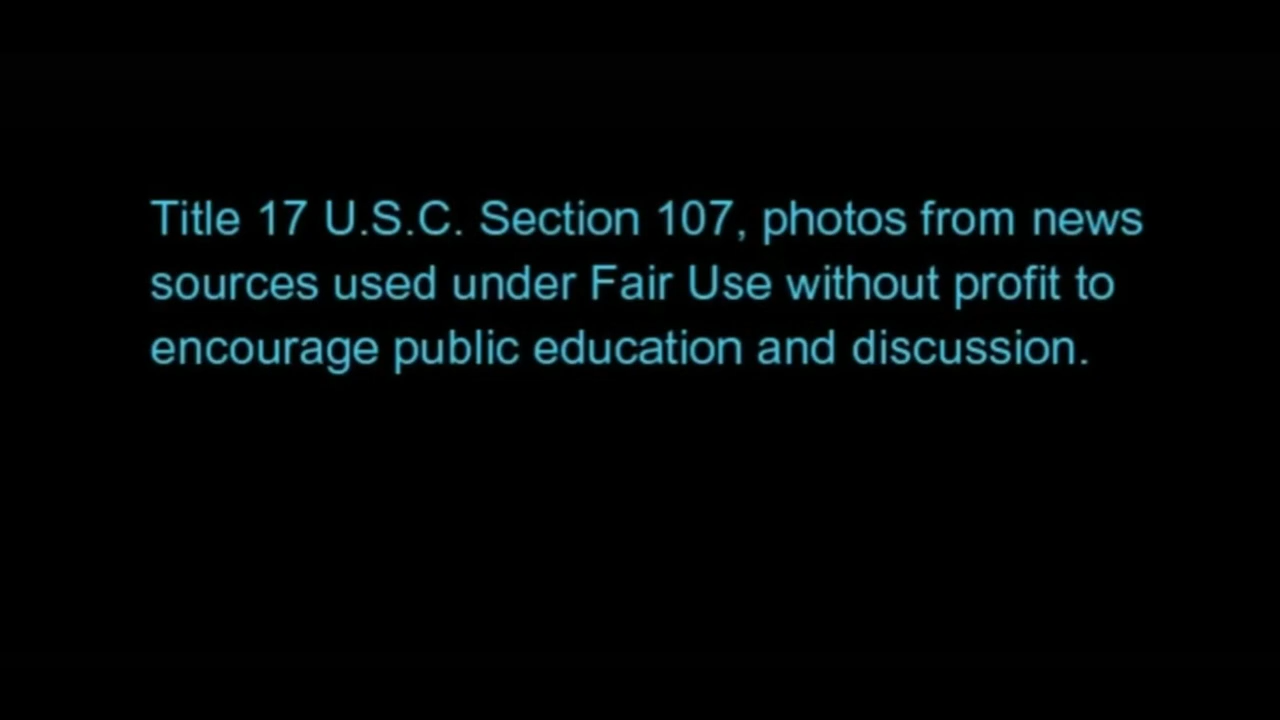 Title 17 U.S.C. Section 107, photos from news
sources used under Fair Use without profit to
encourage public education and discussion.